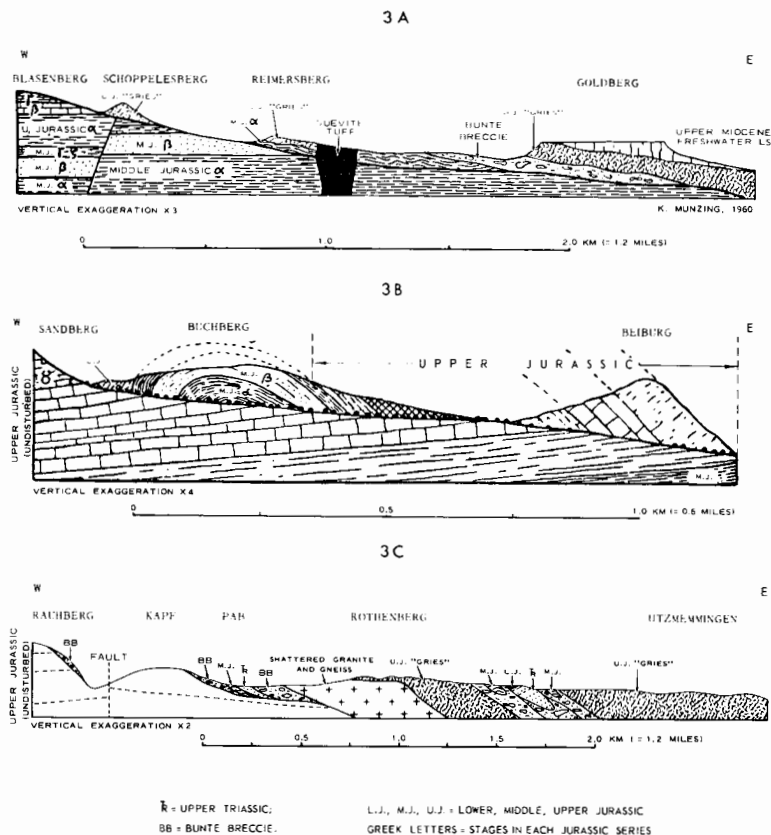 3A
W
E
BLASENBERG SCHOPPELESBERG REIMERSBERG GOLDBERG
U.J. "GRIES"
U.J. "GRIES"
SUEVITE
TUFF
BUNTE
BRECCIE
U.J. "GRIES"
UPPER MIOCENE
FRESHWATER LS
β
U. JURASSIC α
M.J. α
M.J. β
M.J. β
M.J. α
MIDDLE JURASSIC α
VERTICAL EXAGGERATION X3
K. MUNZING, 1960
0 1.0 2.0 KM (= 1.2 MILES)
3B
W
E
SANDBERG BUCHBERG BEIBURG
UPPER JURASSIC
M.J. β
M.J. α
UPPER JURASSIC
(UNDISTURBED)
M.J.
VERTICAL EXAGGERATION X4
0 0.5 1.0 KM (= 0.6 MILES)
3C
W
E
KAPF ROTHENBERG UTZMEMMINGEN
BB
FAULT
BB
M.J.
TR
BB
SHATTERED GRANITE
AND GNEISS
U.J. "GRIES"
M.J. L.J. TR M.J.
U.J. "GRIES"
UPPER JURASSIC
(UNDISTURBED)
VERTICAL EXAGGERATION X2
0 0.5 1.0 1.5 2.0 KM (= 1.2 MILES)
TR = UPPER TRIASSIC; L.J., M.J., U.J. = LOWER, MIDDLE, UPPER JURASSIC
BB = BUNTE BRECCIE. GREEK LETTERS = STAGES IN EACH JURASSIC SERIES